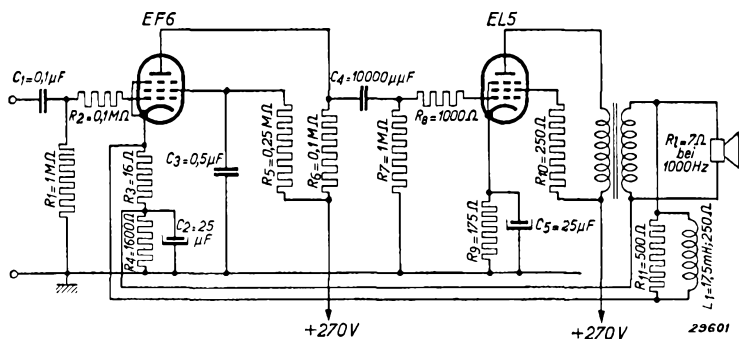 EF6
EL5
C1=0,1µF
R2=0,1MΩ
R1=1MΩ
R3=16Ω
R4=1600Ω
C2=25
µF
C3=0,5µF
R5=0,25MΩ
R6=0,1MΩ
C4=10000µµF
R7=1MΩ
R8=1000Ω
R9=175Ω
C5=25µF
R10=250Ω
Rl=7Ω
bei
1000Hz
R11=500Ω
L1=17,5mH;250Ω
+270V
+270V
29601